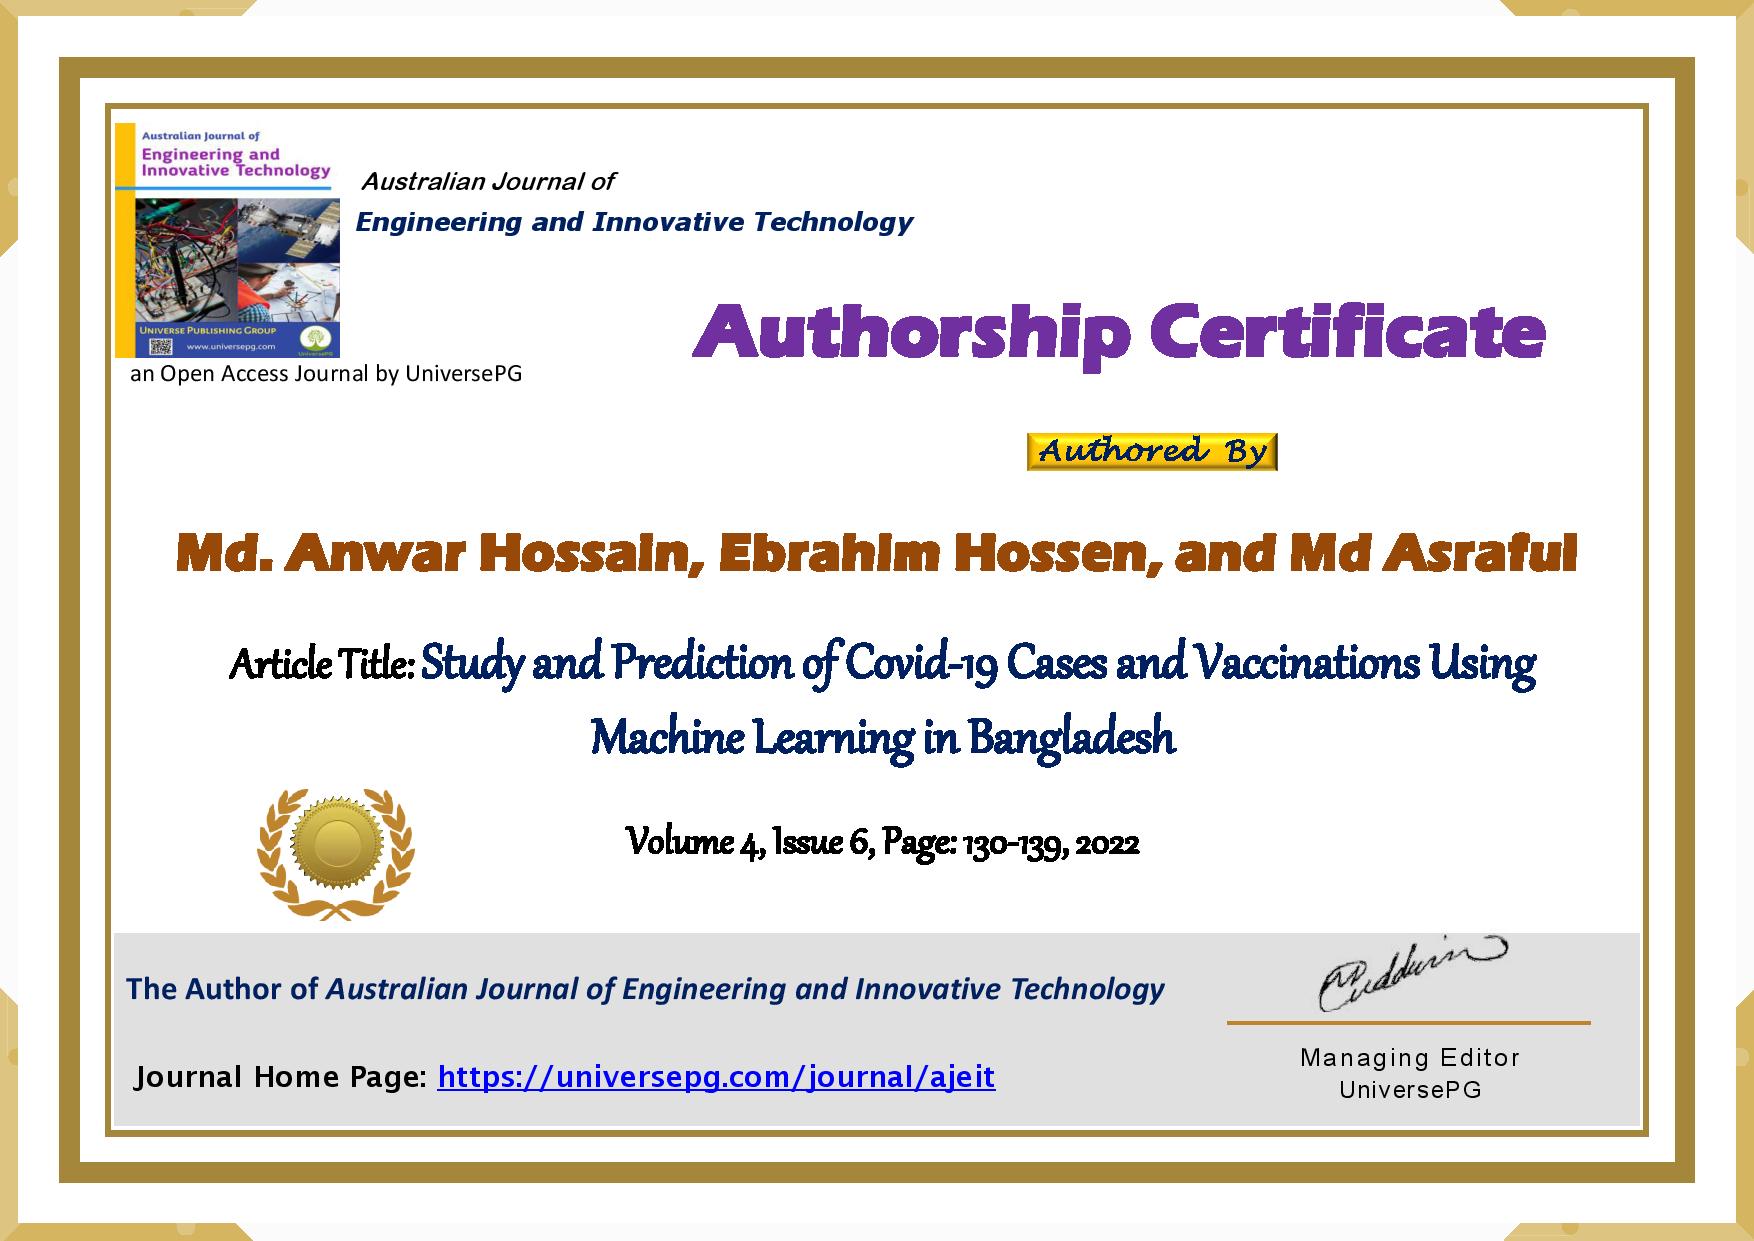 Australian Journal of
Engineering and
Innovative Technology
UNIVERSE PUBLISHING GROUP
www.universepg.com
UniversePG
Australian Journal of
Engineering and Innovative Technology
an Open Access Journal by UniversePG
Authorship Certificate
Authored By
Md. Anwar Hossain, Ebrahim Hossen, and Md Asraful
Article Title: Study and Prediction of Covid-19 Cases and Vaccinations Using
Machine Learning in Bangladesh
Volume 4, Issue 6, Page: 130-139, 2022
The Author of Australian Journal of Engineering and Innovative Technology
Journal Home Page: https://universepg.com/journal/ajeit
Managing Editor
UniversePG